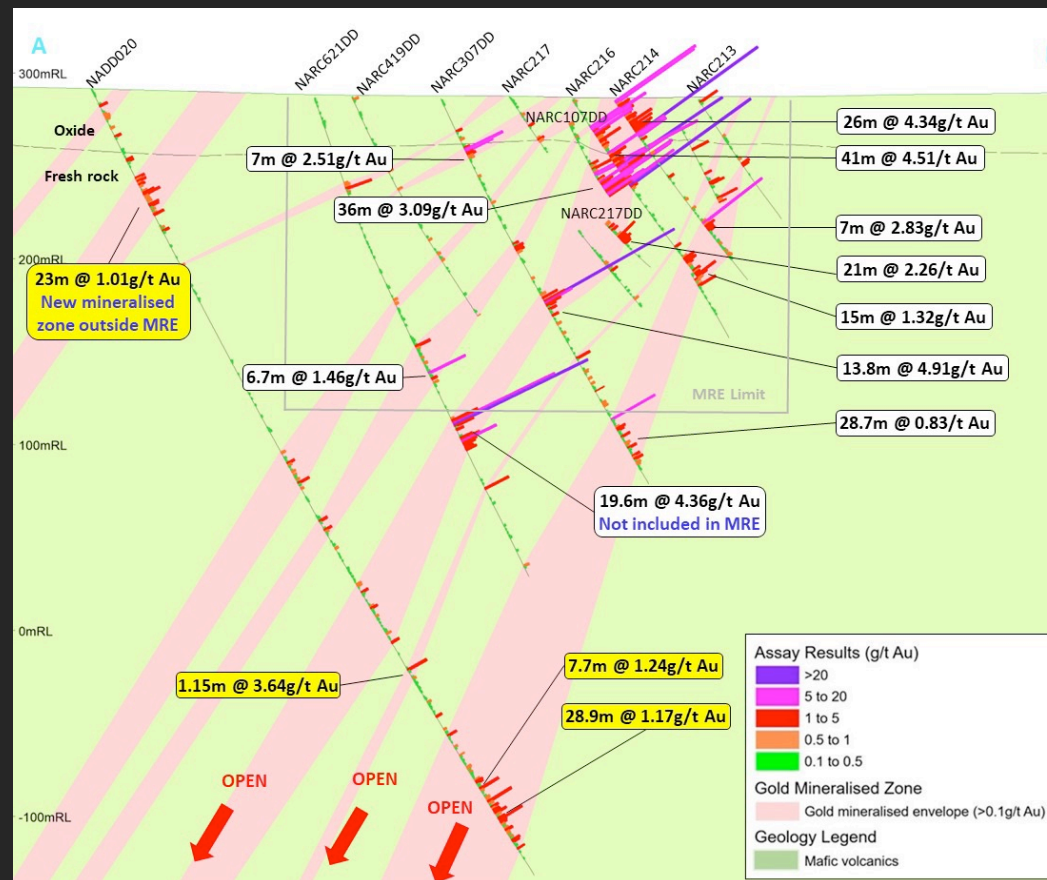 A
300mRL
NADD020
NARC621DD
NARC419DD
NARC307DD
NARC217
NARC216
NARC214
NARC213
Oxide
Fresh rock
NARC107DD
7m @ 2.51g/t Au
26m @ 4.34g/t Au
41m @ 4.51/t Au
36m @ 3.09g/t Au
NARC217DD
7m @ 2.83g/t Au
200mRL
23m @ 1.01g/t Au
New mineralised
zone outside MRE
21m @ 2.26/t Au
15m @ 1.32g/t Au
6.7m @ 1.46g/t Au
13.8m @ 4.91g/t Au
MRE Limit
28.7m @ 0.83/t Au
100mRL
19.6m @ 4.36g/t Au
Not included in MRE
0mRL
1.15m @ 3.64g/t Au
7.7m @ 1.24g/t Au
28.9m @ 1.17g/t Au
OPEN
OPEN
OPEN
-100mRL
Assay Results (g/t Au)
>20
5 to 20
1 to 5
0.5 to 1
0.1 to 0.5
Gold Mineralised Zone
Gold mineralised envelope (>0.1g/t Au)
Geology Legend
Mafic volcanics